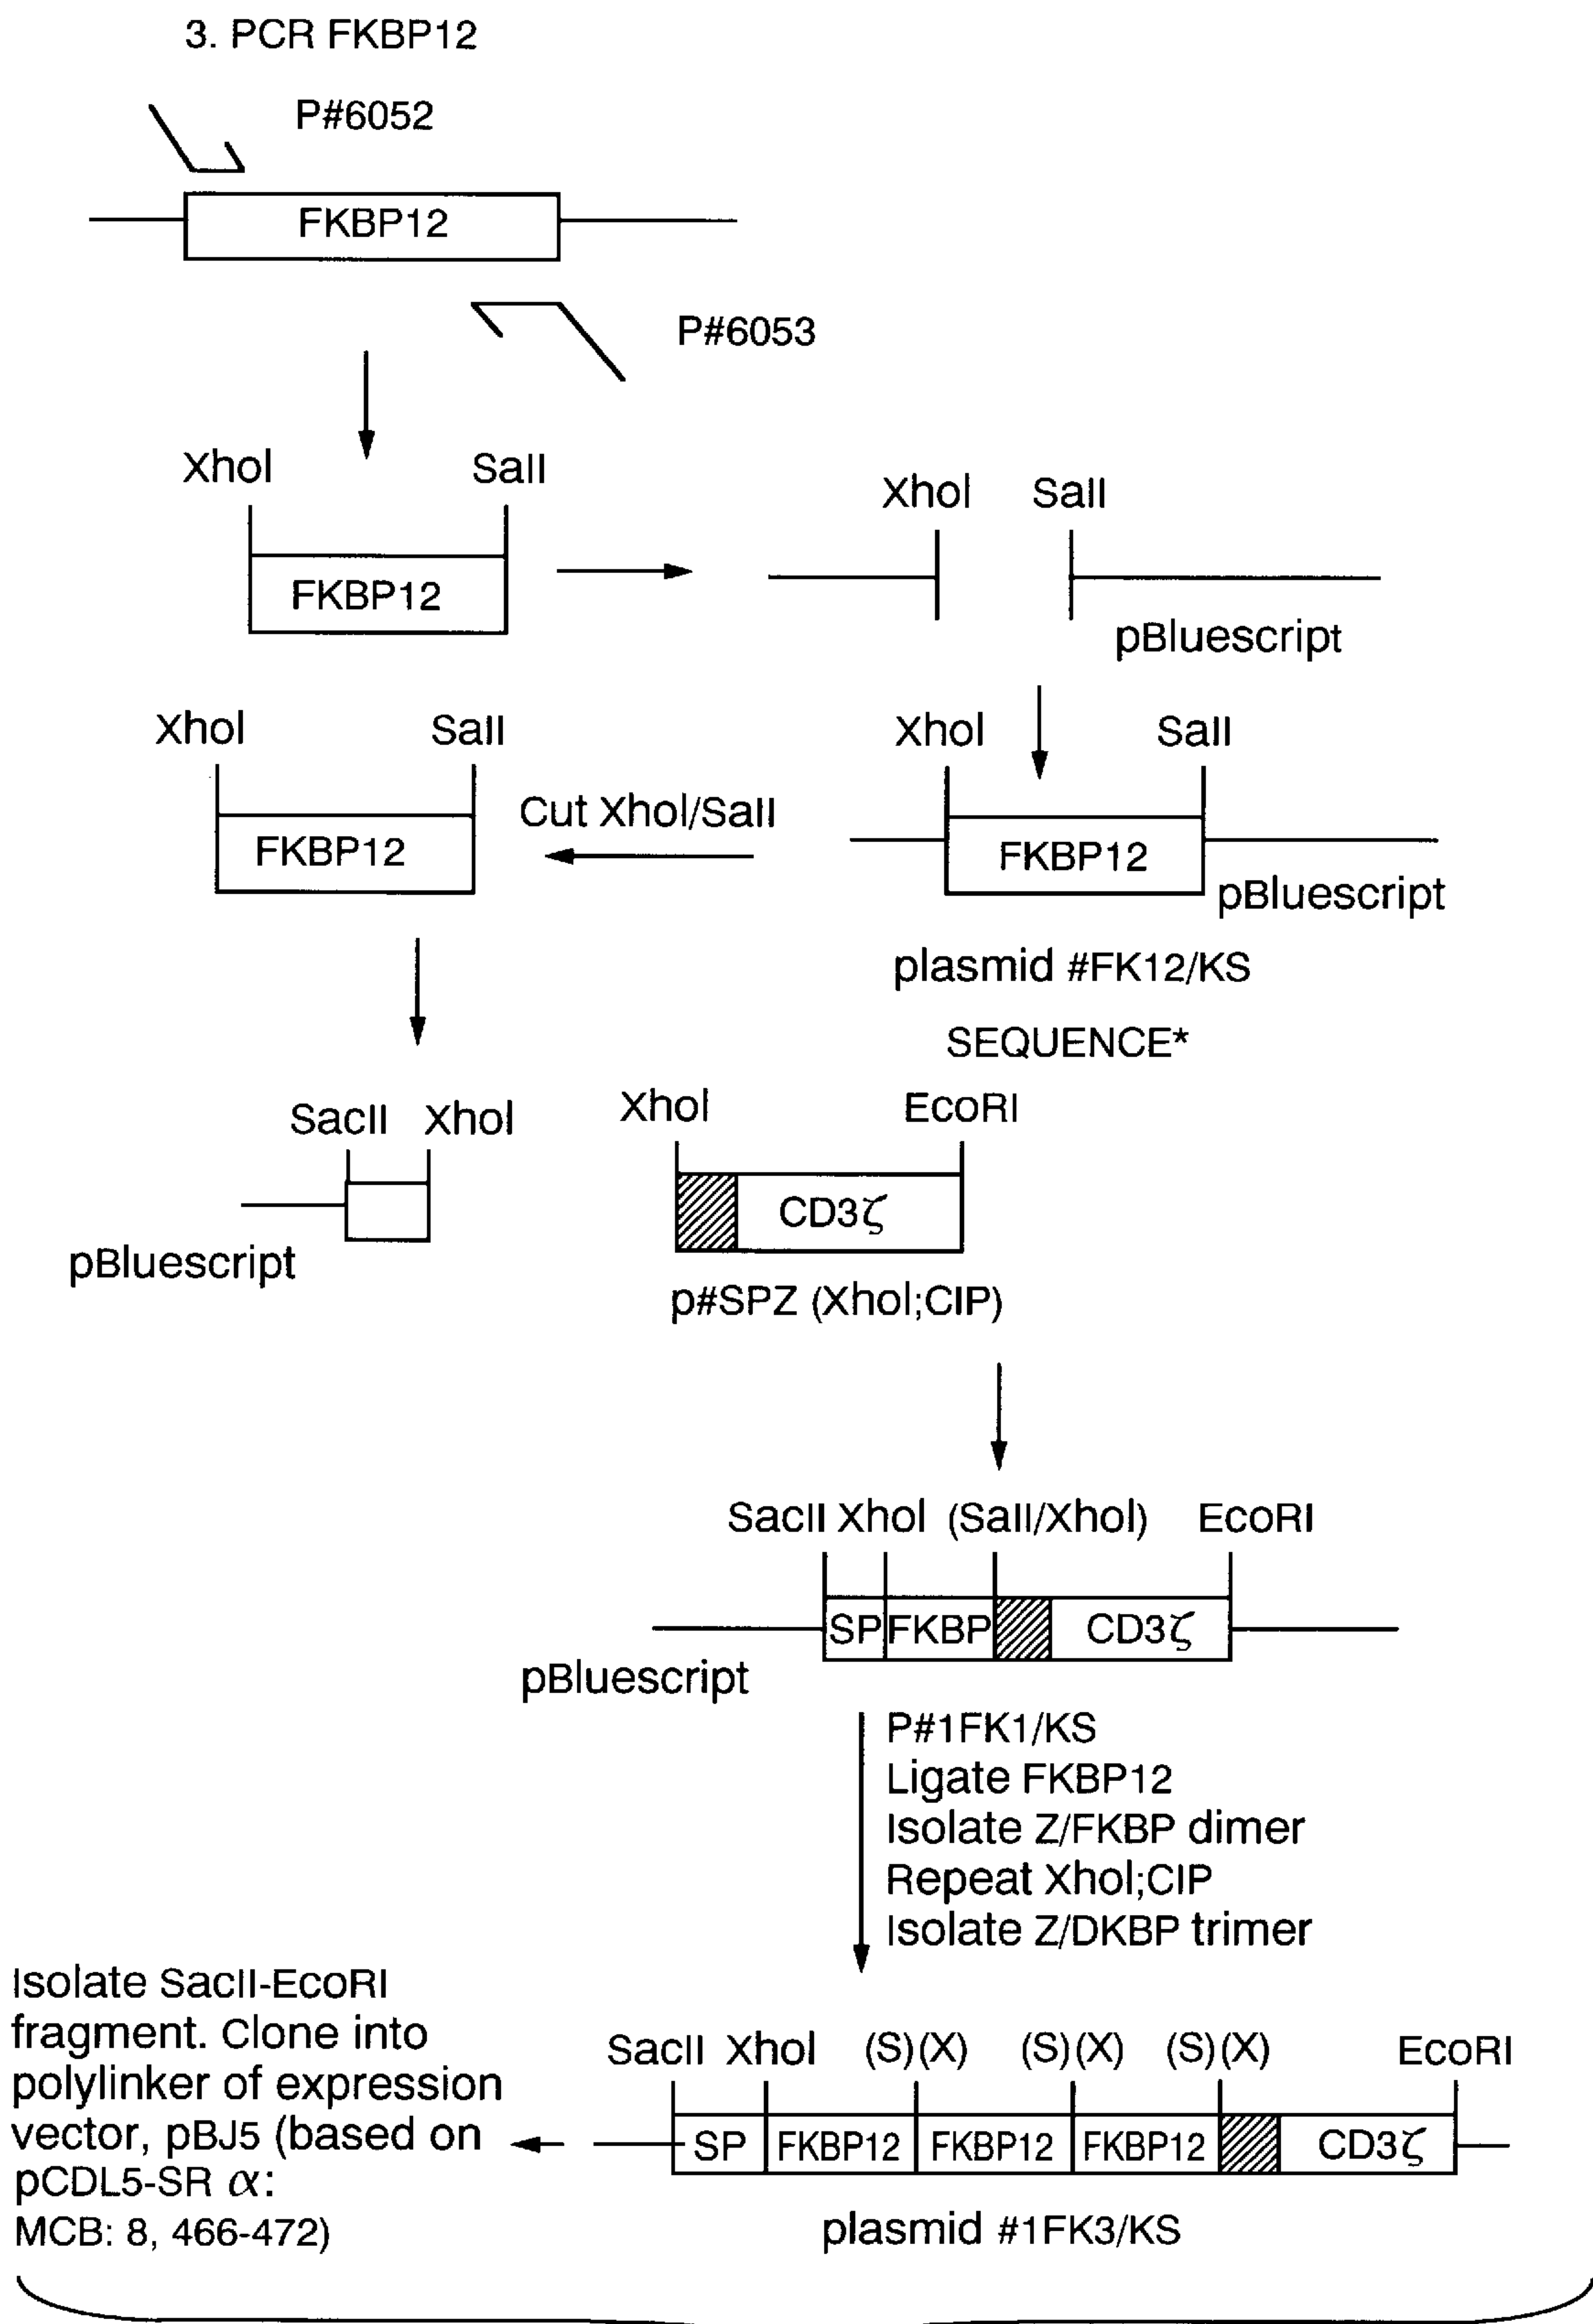 3. PCR FKBP12
P#6052
FKBP12
P#6053
XhoI SalI
FKBP12
XhoI SalI
pBluescript
XhoI SalI
FKBP12
Cut XhoI/SalI
XhoI SalI
FKBP12
pBluescript
plasmid #FK12/KS
SEQUENCE*
SacII XhoI
pBluescript
XhoI EcoRI
CD3ζ
p#SPZ (XhoI;CIP)
SacII XhoI (SalI/XhoI) EcoRI
SP FKBP CD3ζ
pBluescript
P#1FK1/KS
Ligate FKBP12
Isolate Z/FKBP dimer
Repeat XhoI;CIP
Isolate Z/DKBP trimer
Isolate SacII-EcoRI
fragment. Clone into
polylinker of expression
vector, pBJ5 (based on
pCDL5-SR α:
MCB: 8, 466-472)
SacII XhoI (S)(X) (S)(X) (S)(X) EcoRI
SP FKBP12 FKBP12 FKBP12 CD3ζ
plasmid #1FK3/KS